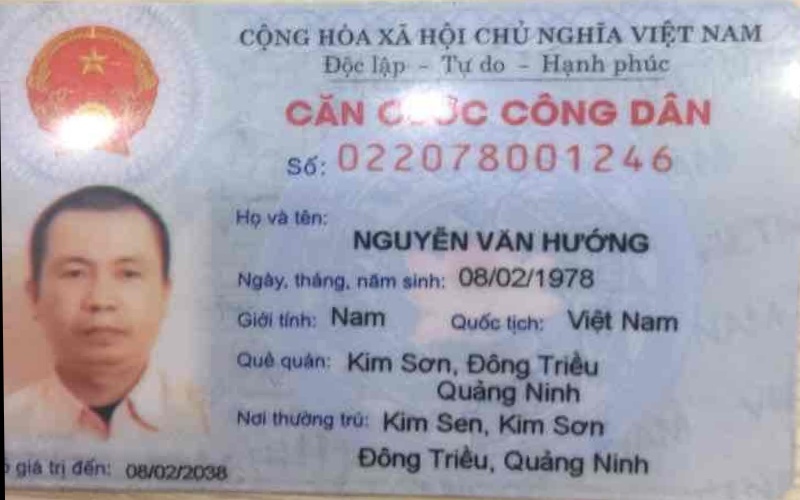 CỘNG HÒA XÃ HỘI CHỦ NGHĨA VIỆT NAM
Độc lập - Tự do - Hạnh phúc
CĂN CÔNG DÂN
Số: 022078001246
Họ và tên:
NGUYỄN VĂN HƯỚNG
Ngày, tháng, năm sinh: 08/02/1978
Giới tính: Nam Quốc tịch: Việt Nam
Quê quán: Kim Sơn, Đông Triều
Quảng Ninh
Nơi thường trú: Kim Sen, Kim Sơn
Đông Triều, Quảng Ninh
giá trị đến: 08/02/2038